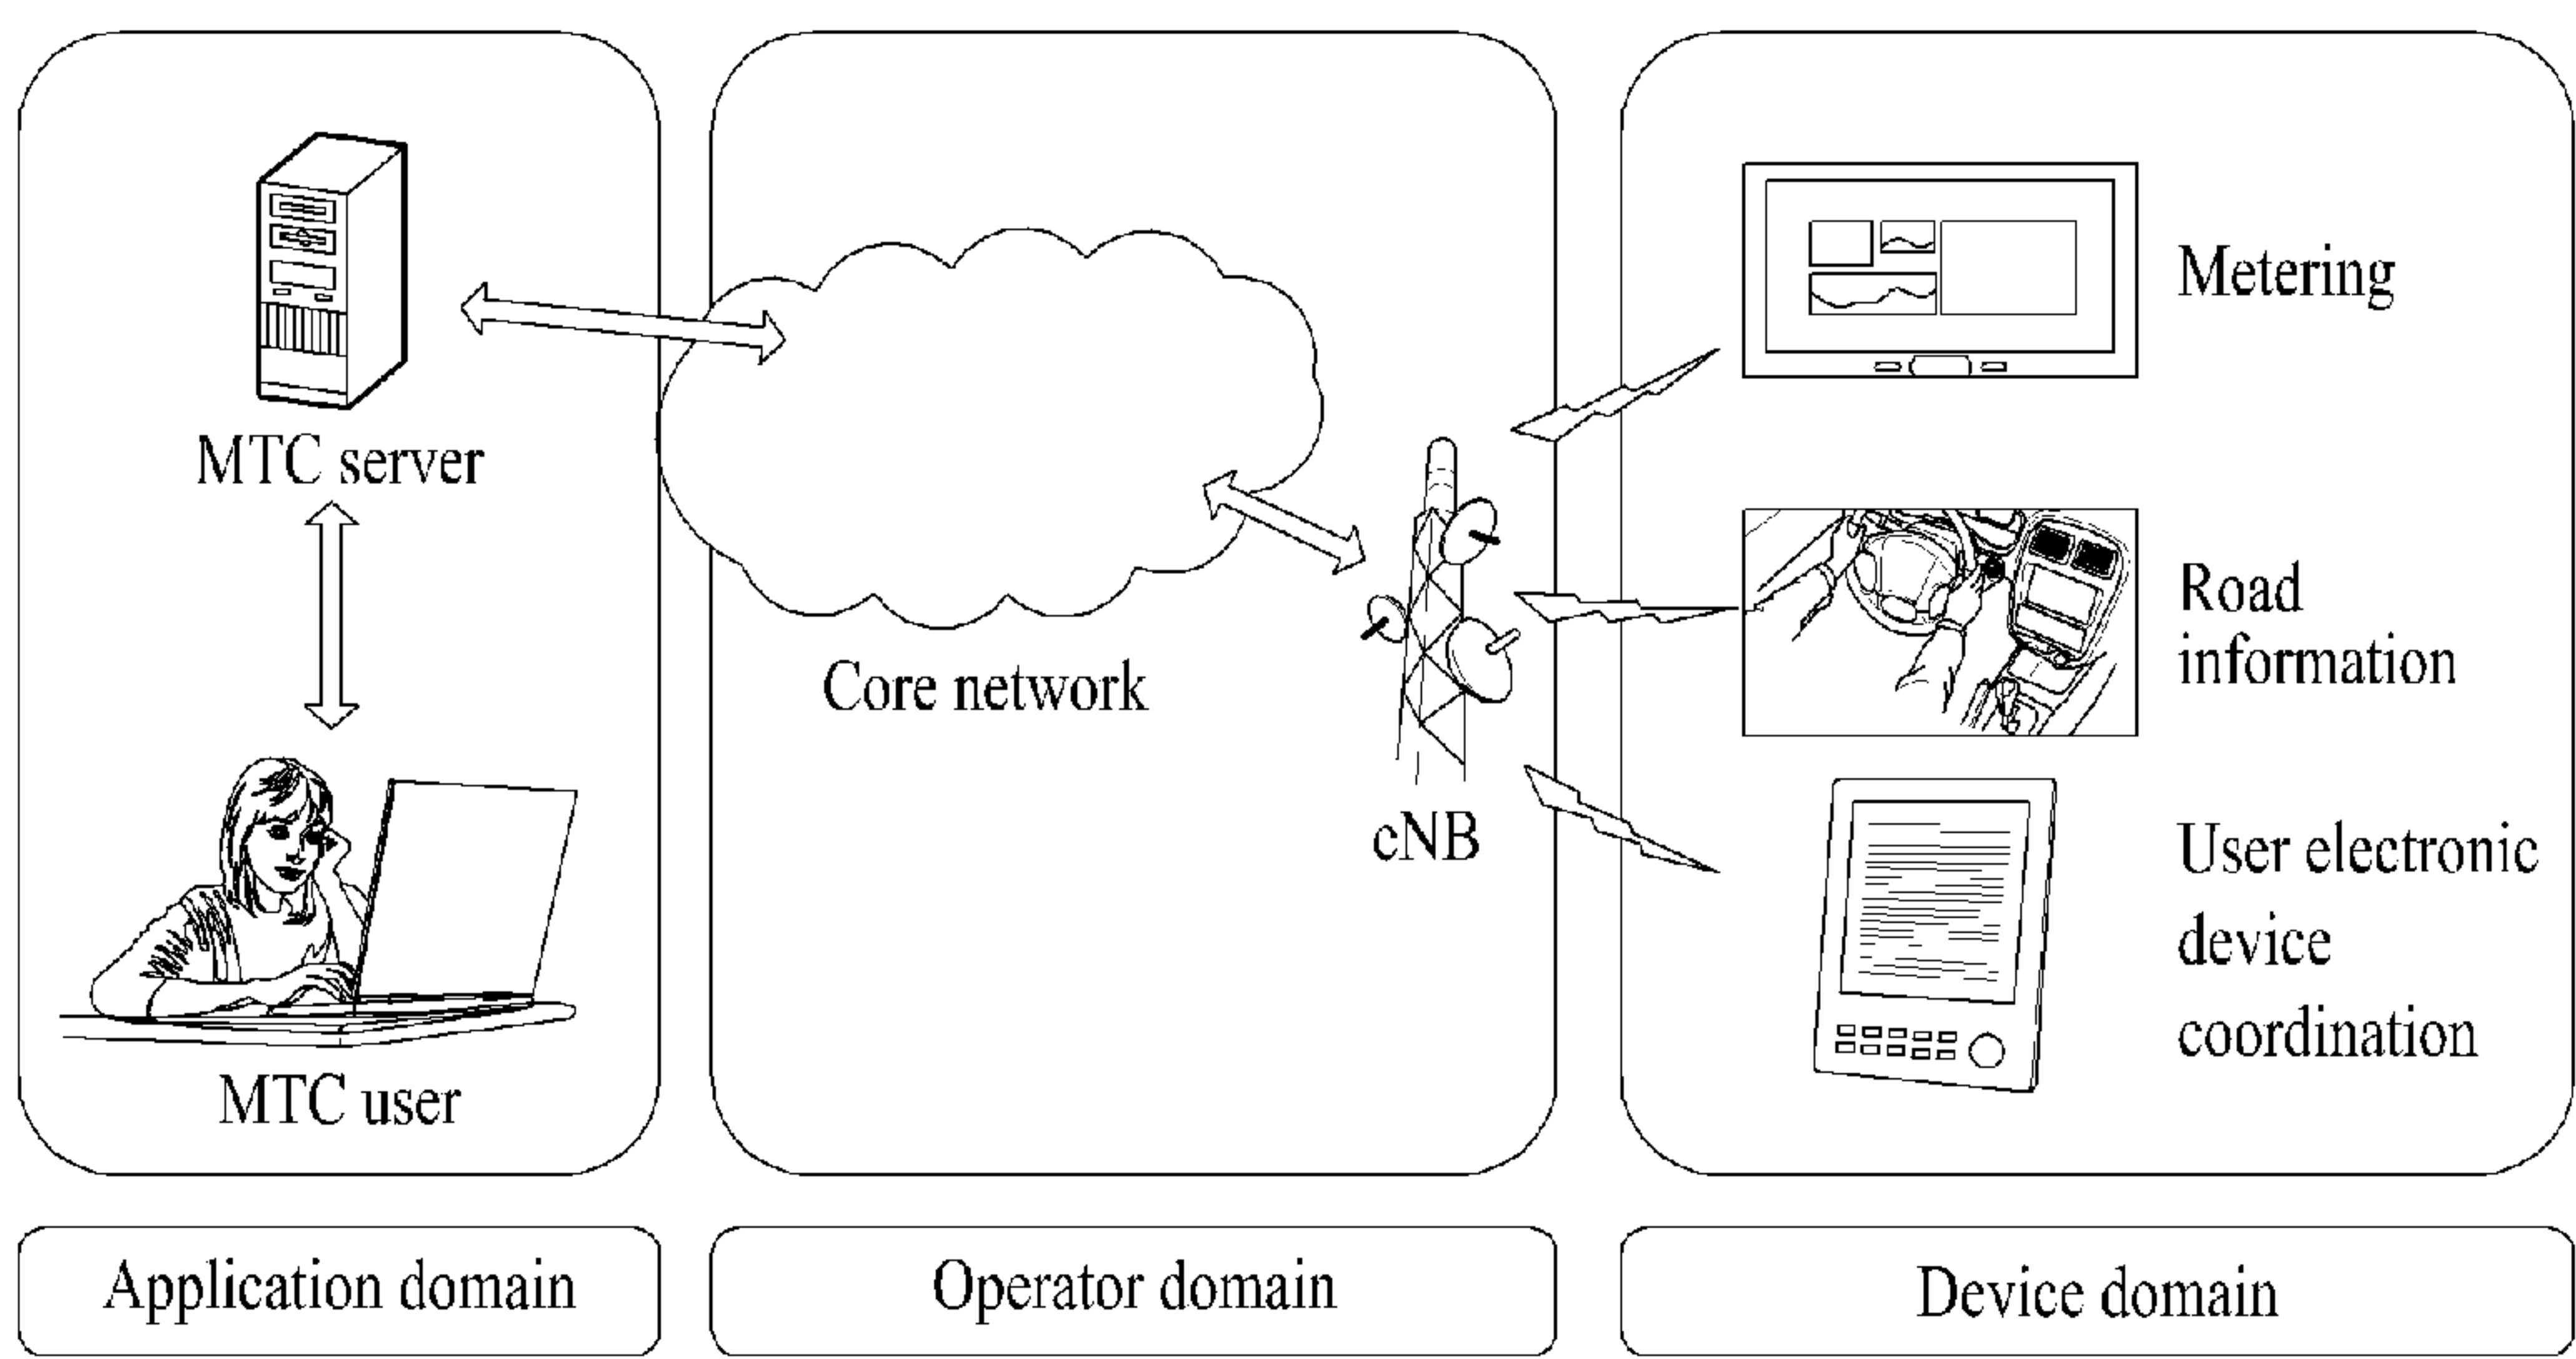 MTC server
MTC user
Core network
eNB
Metering
Road
information
User electronic
device
coordination
Application domain
Operator domain
Device domain